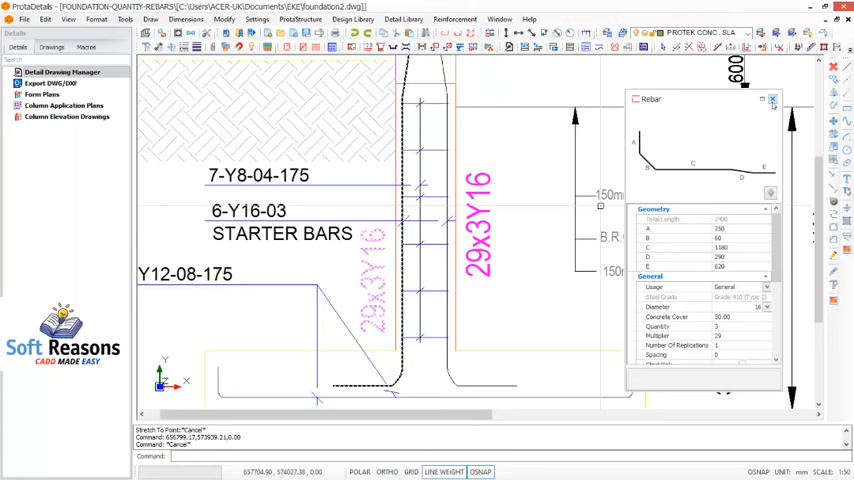 ProtaDetails - [FOUNDATION-QUANTIY-REBARS\[C:\Users\ACER-UK\Documents\EKE\foundation2.dwg]
File Edit View Format Tools Draw Dimensions Modify Settings ProtaStructure Design Library Detail Library Reinforcement Window Help
PROTEK CONC... SLA
Details Drawings Macros
Search
Detail Drawing Manager
Export DWG/DXF
Form Plans
Column Application Plans
Column Elevation Drawings
7-Y8-04-175
6-Y16-03
STARTER BARS
Y12-08-175
29x3Y16
29x3Y16
600
150m
B.R.
150m
Rebar
A
B
C
D
E
Geometry
Total Length 2400
A 250
B 60
C 1180
D 290
E 620
General
Usage General
Steel Grade Grade 410 (Type 2)
Diameter 16
Concrete Cover 30.00
Quantity 3
Multiplier 29
Number Of Replications 1
Spacing 0
Soft Reasons
CADD MADE EASY
Y
Z
X
Stretch To Point:"Cancel"
Command: 656799.17,573939.21,0.00
Command: "Cancel"
Command:
657704.90 , 574027.38 , 0.00 POLAR ORTHO GRID LINE WEIGHT OSNAP OSNAP UNIT : mm SCALE : 1:50